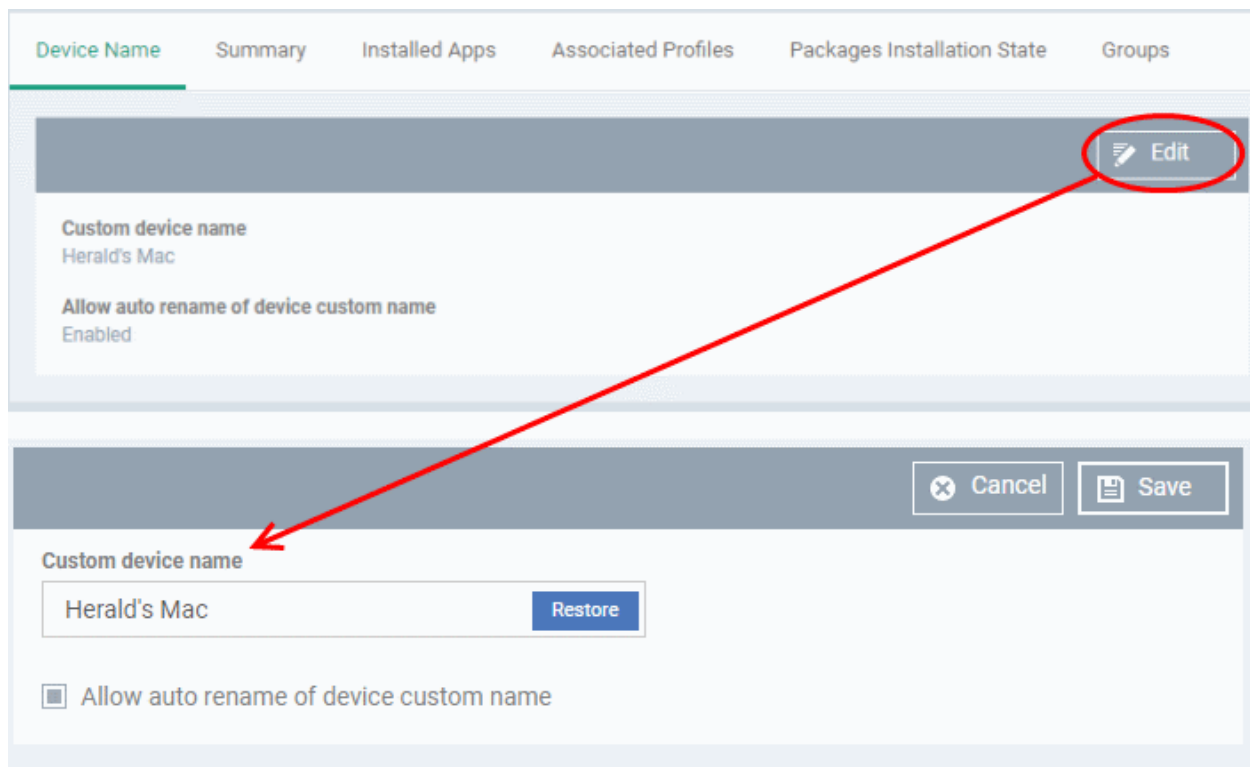 Device Name Summary Installed Apps Associated Profiles Packages Installation State Groups
Edit
Custom device name
Herald's Mac
Allow auto rename of device custom name
Enabled
Cancel Save
Custom device name
Herald's Mac Restore
Allow auto rename of device custom name